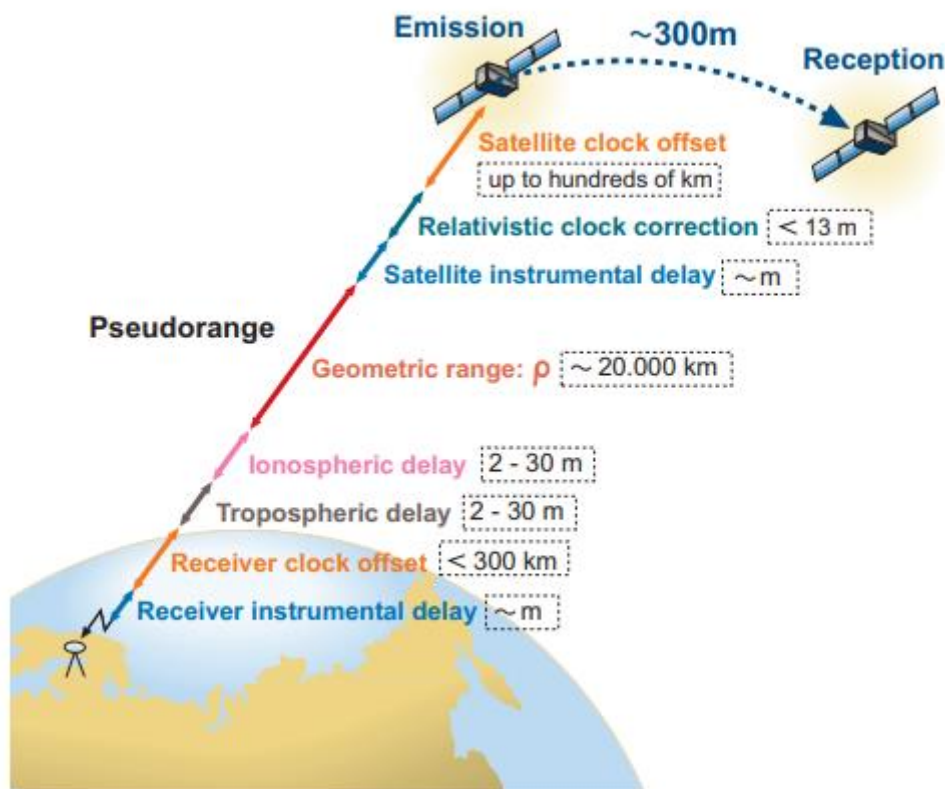 Emission
~300m
Reception
Satellite clock offset
up to hundreds of km
Relativistic clock correction < 13 m
Satellite instrumental delay ~m
Pseudorange
Geometric range: ρ ~ 20.000 km
Ionospheric delay 2 - 30 m
Tropospheric delay 2 - 30 m
Receiver clock offset < 300 km
Receiver instrumental delay ~m